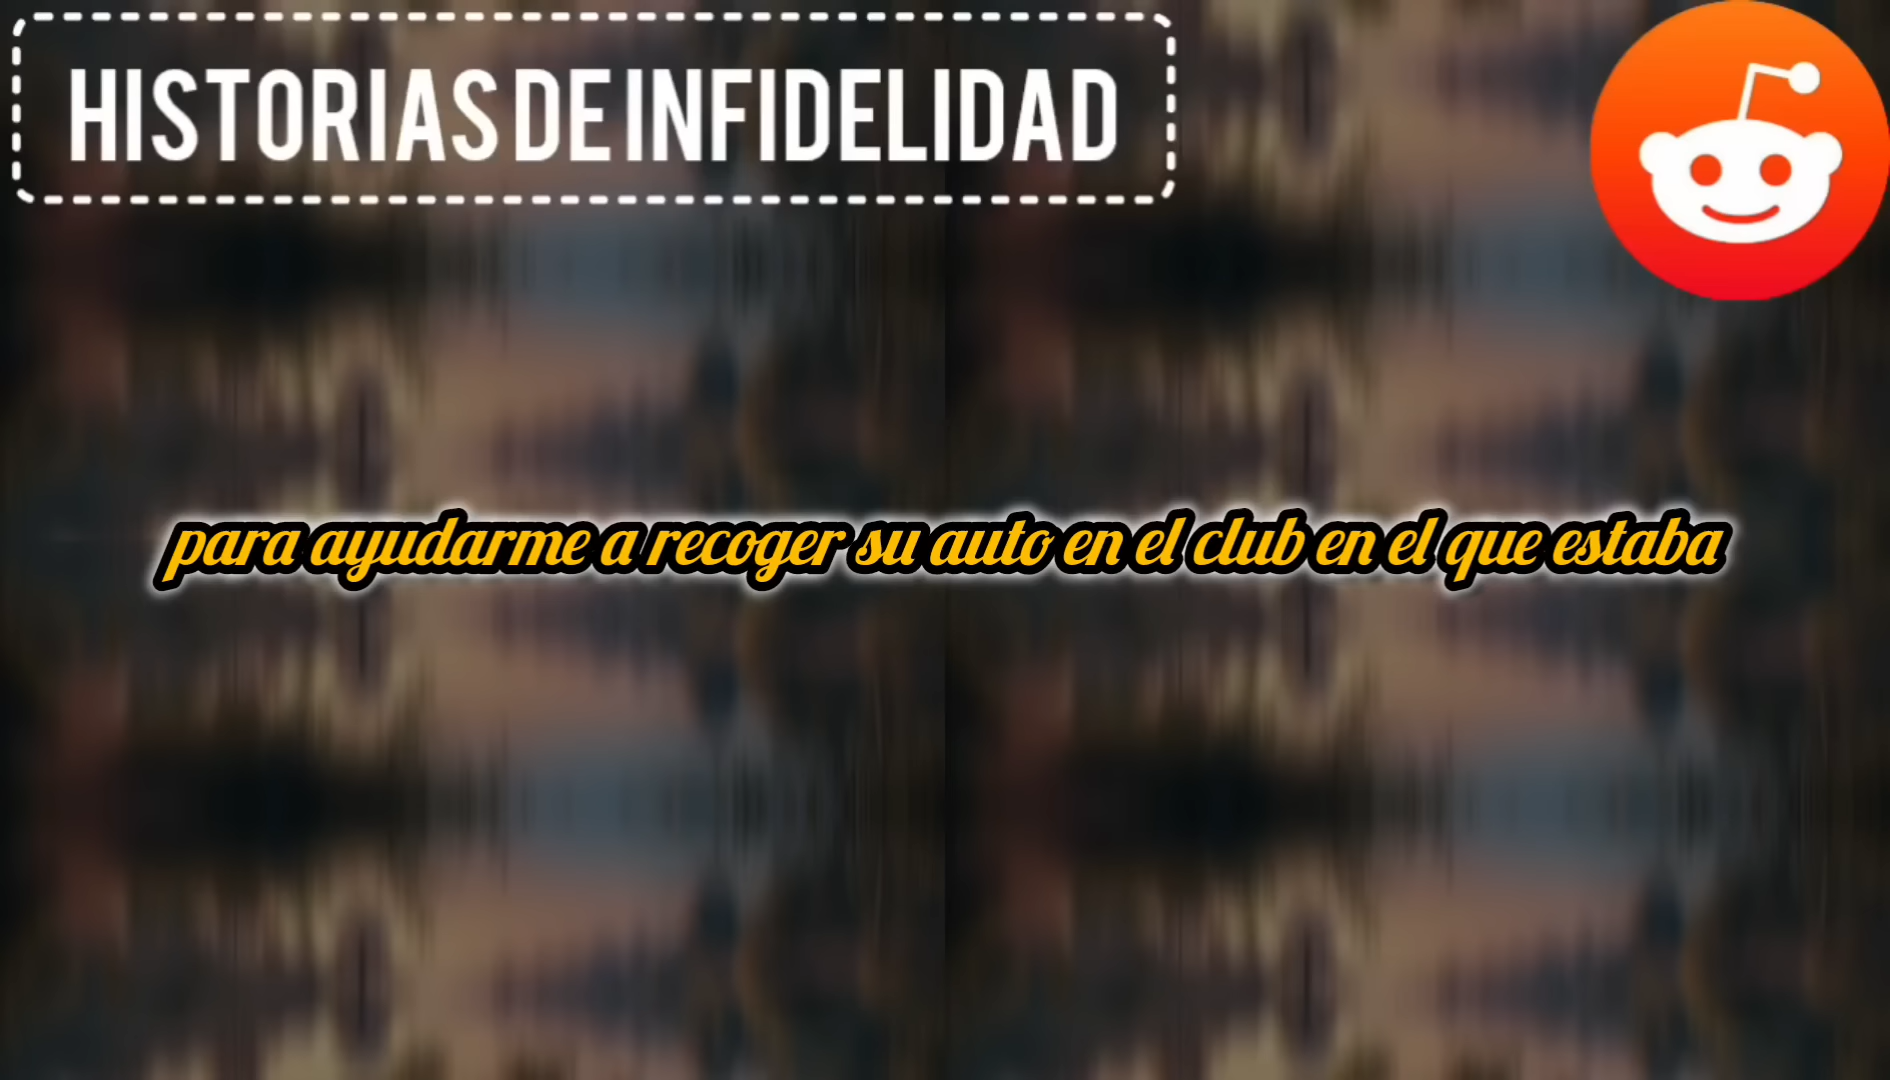 HISTORIAS DE INFIDELIDAD
para ayudarme a recoger su auto en el club en el que estaba